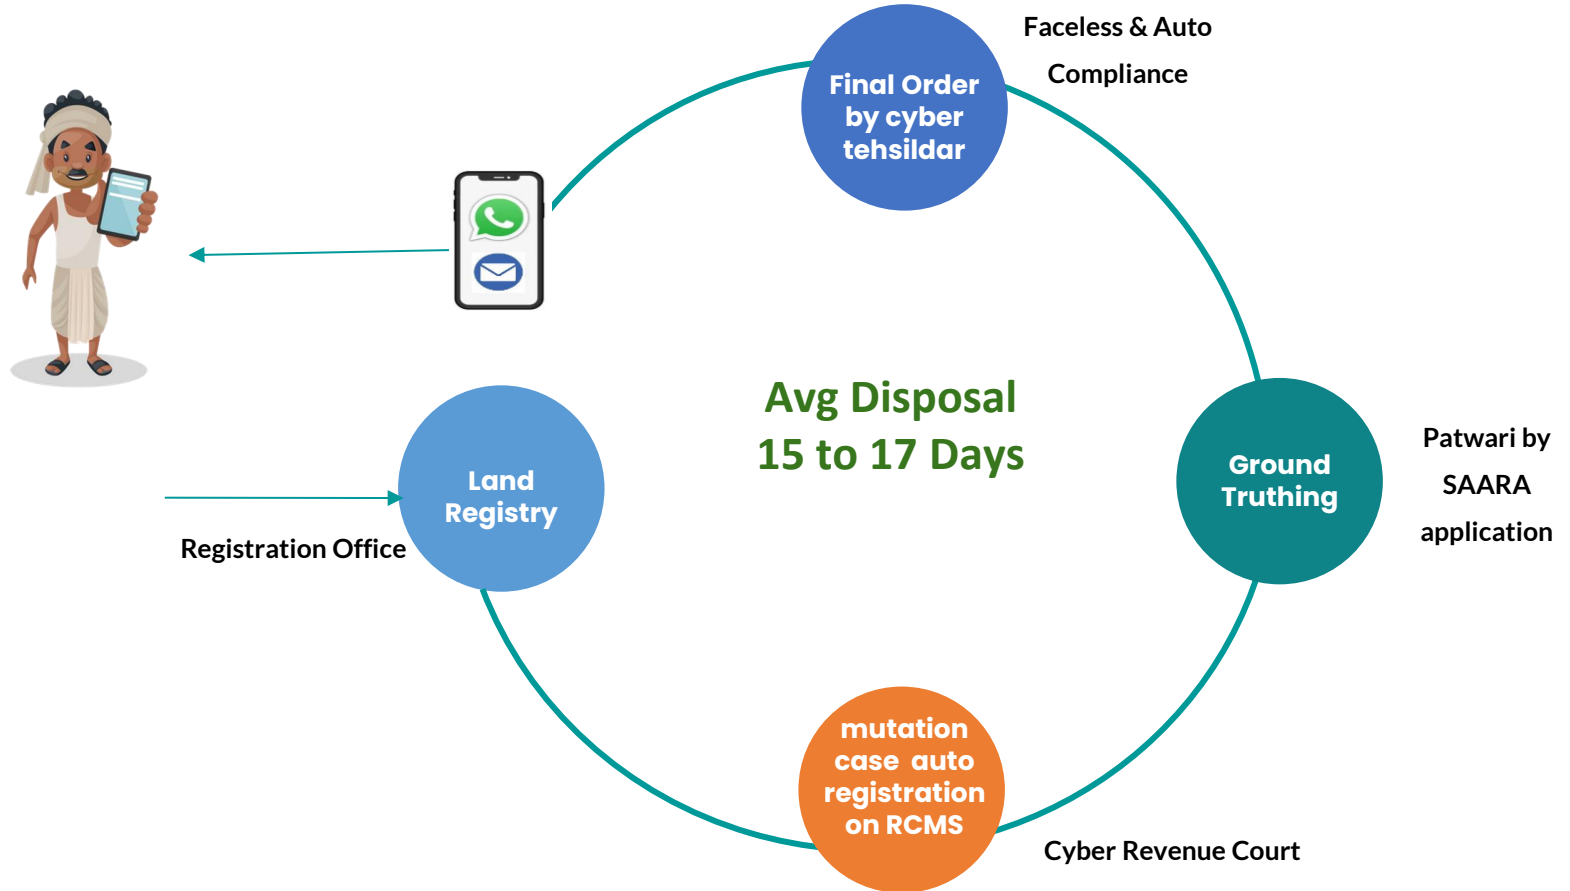 Faceless & Auto
Compliance
Final Order
by cyber
tehsildar
Avg Disposal
15 to 17 Days
Land
Registry
Registration Office
Ground
Truthing
Patwari by
SAARA
application
mutation
case auto
registration
on RCMS
Cyber Revenue Court